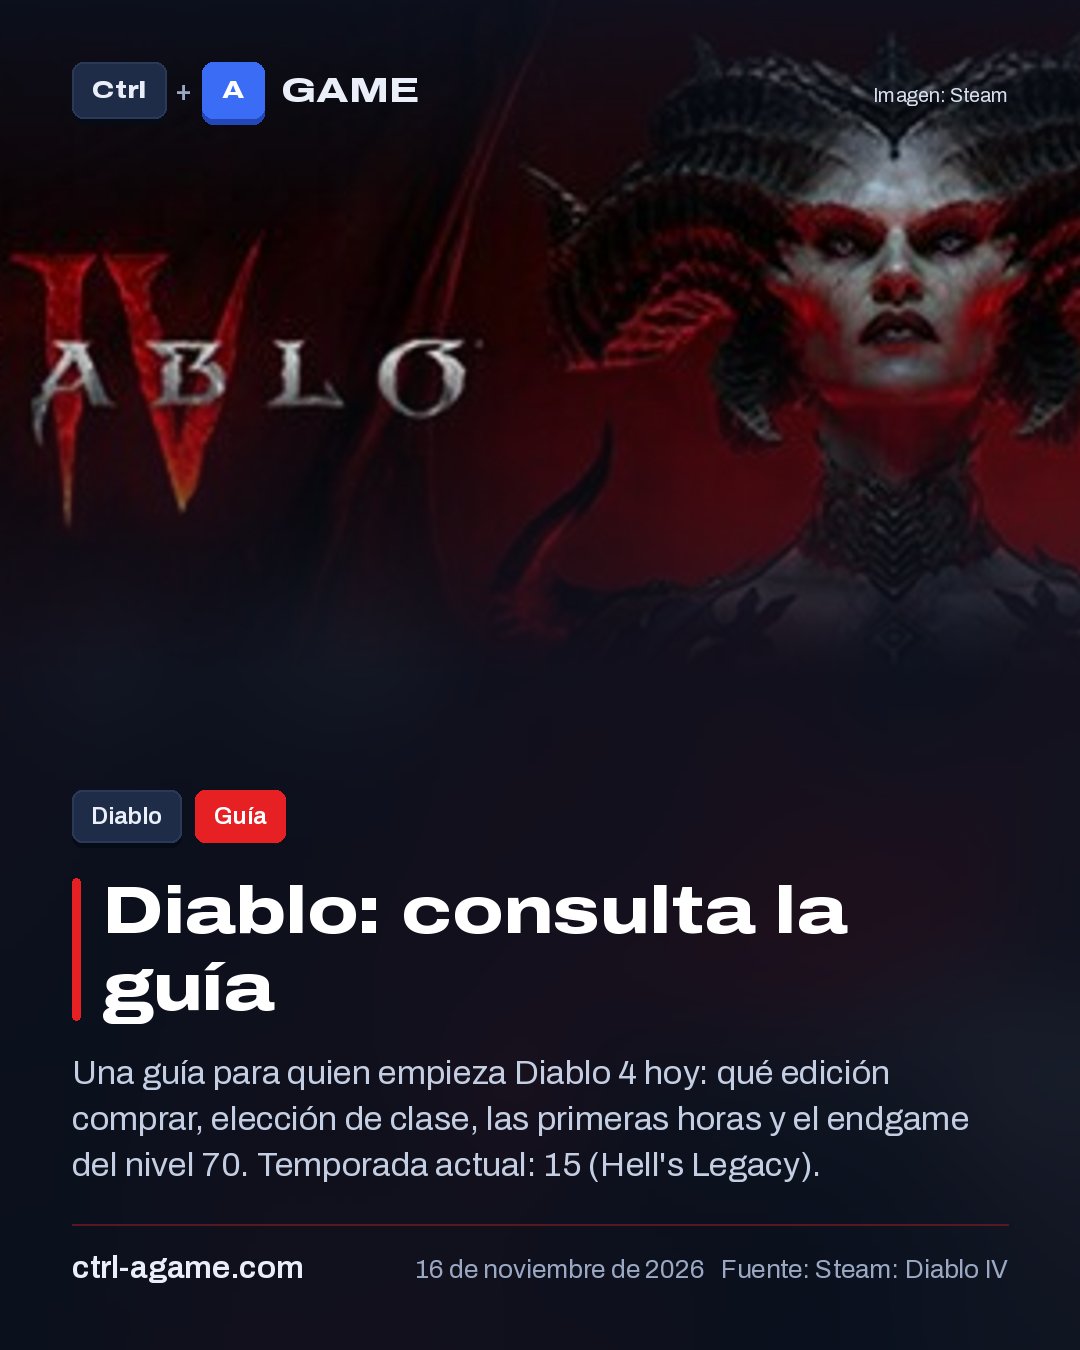 Ctrl + A GAME
Imagen: Steam
IV
ABLO
Diablo Guía
Diablo: consulta la
guía
Una guía para quien empieza Diablo 4 hoy: qué edición
comprar, elección de clase, las primeras horas y el endgame
del nivel 70. Temporada actual: 15 (Hell's Legacy).
ctrl-agame.com
16 de noviembre de 2026 Fuente: Steam: Diablo IV